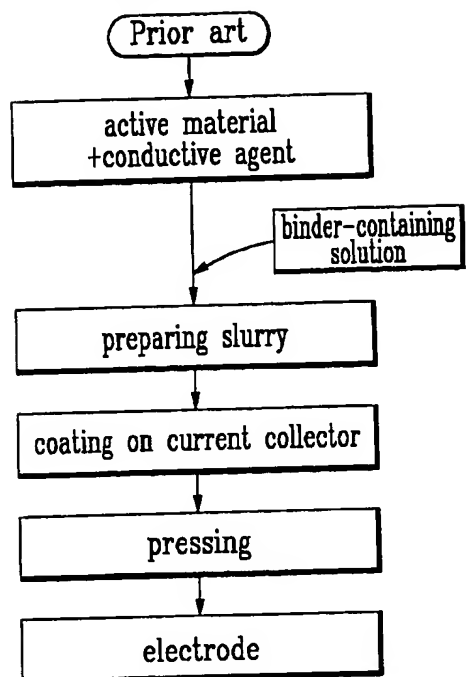 Prior art
active material
+conductive agent
binder-containing
solution
preparing slurry
coating on current collector
pressing
electrode